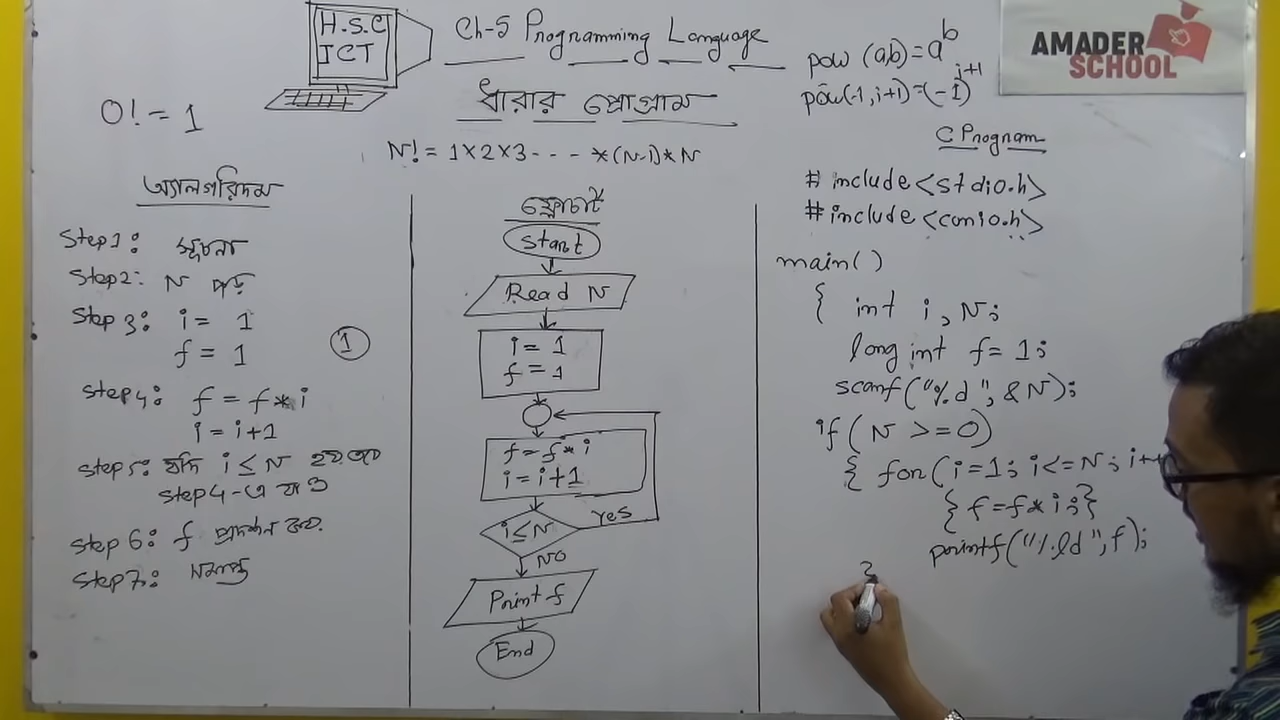 H.S.C
ICT
Ch-5 Programming Language
ধারার প্রোগ্রাম
0! = 1
N! = 1×2×3---- *(N-1)*N
pow (a,b) = a^b
pow(-1,i+1)=(-1)^i+1
AMADER
SCHOOL
অ্যালগরিদম
Step1: সূচনা
Step2: N পড়
Step 3: i = 1
f = 1
1
Step4: f = f*i
i = i+1
Step5: যদি i ≤ N হয় তবে
Step4-এ যাও
Step 6: f প্রদর্শন কর
Step7: সমাপ্ত
ফ্লোচার্ট
Start
Read N
i = 1
f = 1
f = f*i
i = i+1
i ≤ N
Yes
No
Print f
End
C Program
# include <stdio.h>
# include <conio.h>
main( )
{ int i, N;
long int f= 1;
scanf("%d", &N);
if( N >=0)
{ for(i=1; i<=N; i++
{ f=f*i;}
printf("%ld",f);